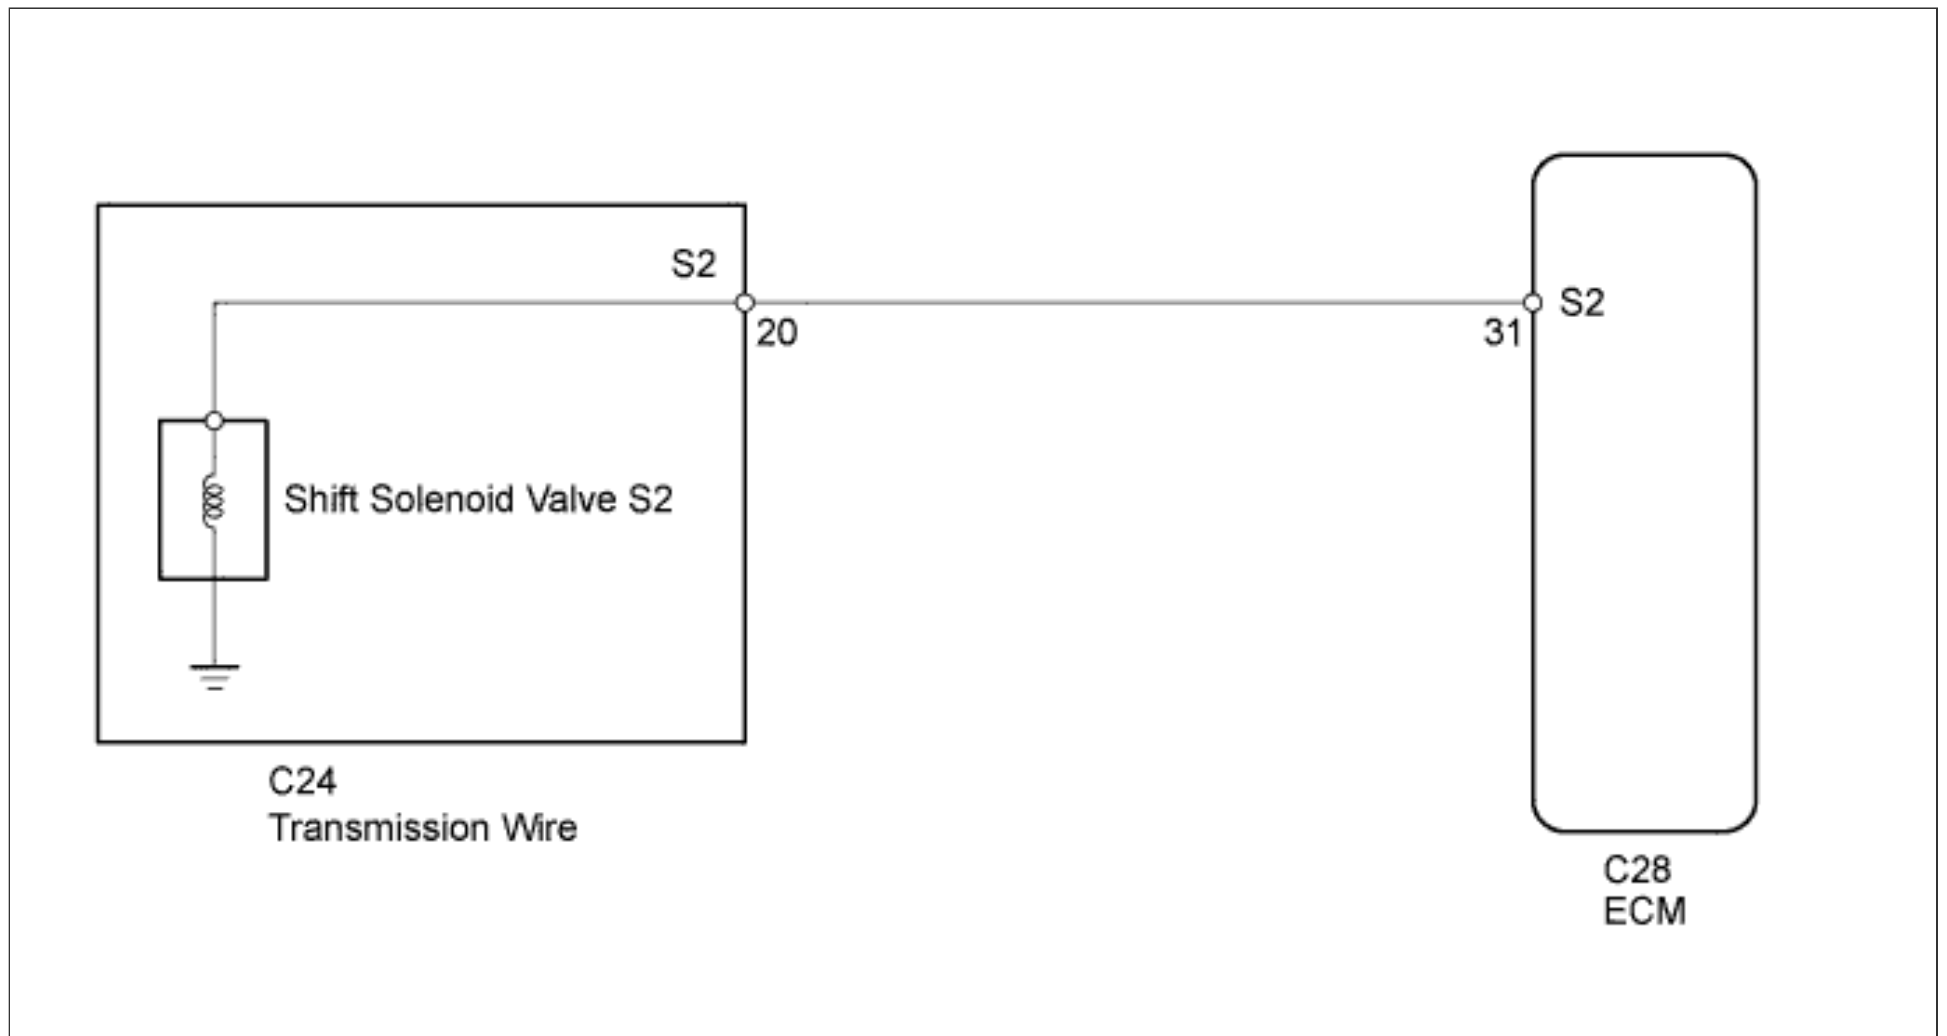 S2
20
31
S2
Shift Solenoid Valve S2
C24
Transmission Wire
C28
ECM